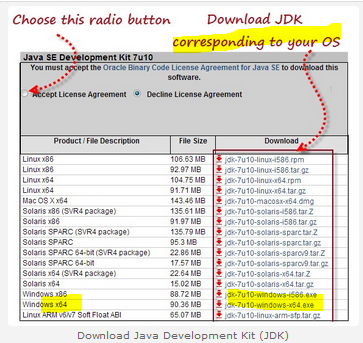 Choose this radio button
Download JDK
corresponding to your OS
Java SE Development Kit 7u10
You must accept the Oracle Binary Code License Agreement for Java SE to download this
software.
Accept License Agreement Decline License Agreement
Product / File Description File Size Download
Linux x86 106.63 MB jdk-7u10-linux-i586.rpm
Linux x86 92.97 MB jdk-7u10-linux-i586.tar.gz
Linux x64 104.75 MB jdk-7u10-linux-x64.rpm
Linux x64 91.71 MB jdk-7u10-linux-x64.tar.gz
Mac OS X x64 143.46 MB jdk-7u10-macosx-x64.dmg
Solaris x86 (SVR4 package) 135.61 MB jdk-7u10-solaris-i586.tar.Z
Solaris x86 91.97 MB jdk-7u10-solaris-i586.tar.gz
Solaris SPARC (SVR4 package) 135.79 MB jdk-7u10-solaris-sparc.tar.Z
Solaris SPARC 95.3 MB jdk-7u10-solaris-sparc.tar.gz
Solaris SPARC 64-bit (SVR4 package) 22.86 MB jdk-7u10-solaris-sparcv9.tar.Z
Solaris SPARC 64-bit 17.57 MB jdk-7u10-solaris-sparcv9.tar.gz
Solaris x64 (SVR4 package) 22.64 MB jdk-7u10-solaris-x64.tar.Z
Solaris x64 15.02 MB jdk-7u10-solaris-x64.tar.gz
Windows x86 88.72 MB jdk-7u10-windows-i586.exe
Windows x64 90.36 MB jdk-7u10-windows-x64.exe
Linux ARM v6/v7 Soft Float ABI 65.07 MB jdk-7u10-linux-arm-sfp.tar.gz
Download Java Development Kit (JDK)